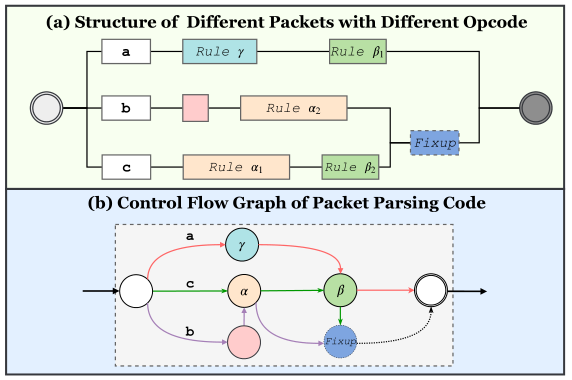 (a) Structure of Different Packets with Different Opcode
a Rule γ Rule β1
b Rule α2
Fixup
c Rule α1 Rule β2
(b) Control Flow Graph of Packet Parsing Code
a
γ
c α β
b Fixup